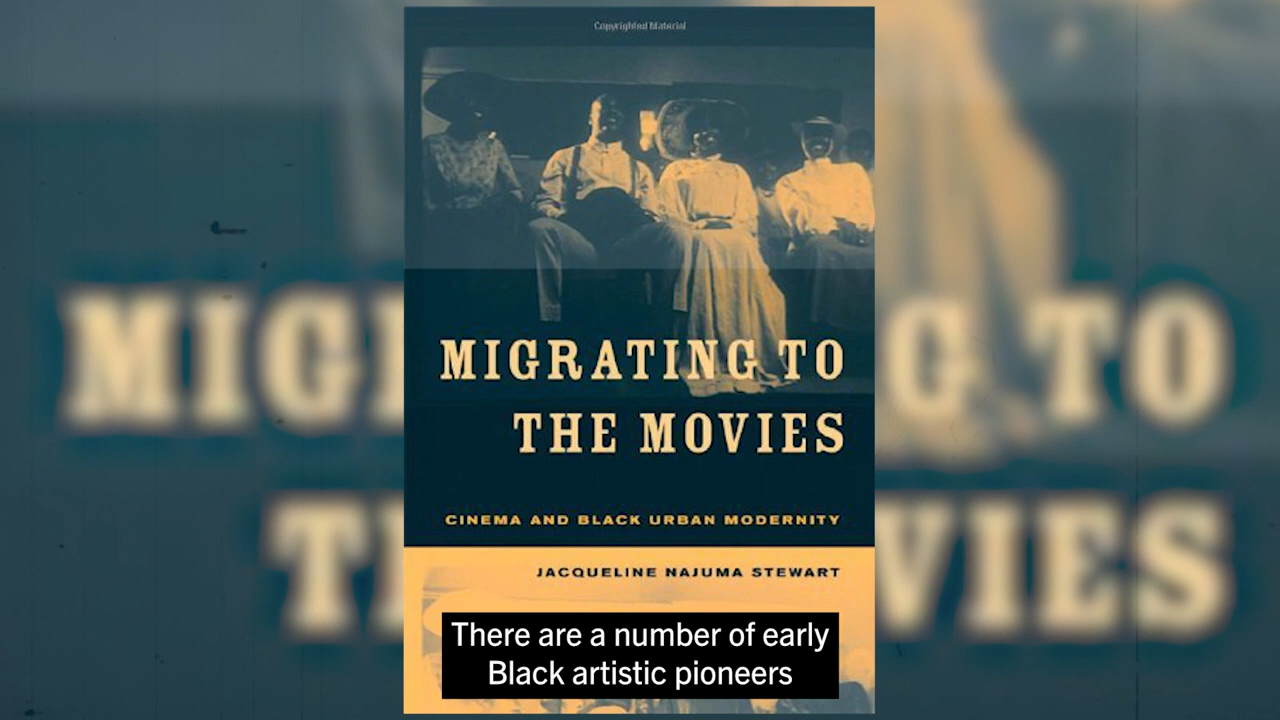 Copyrighted Material
MIGRATING TO
THE MOVIES
CINEMA AND BLACK URBAN MODERNITY
JACQUELINE NAJUMA STEWART
There are a number of early
Black artistic pioneers